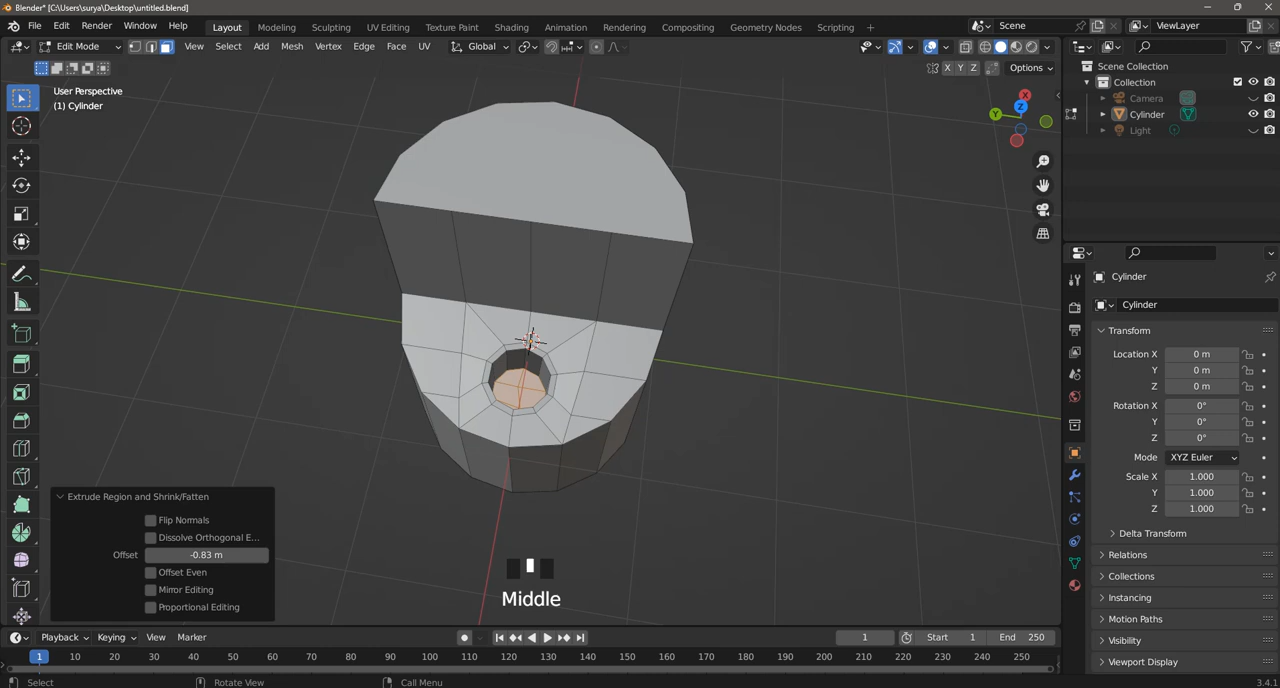 Blender* [C:\Users\surya\Desktop\untitled.blend]
File Edit Render Window Help Layout Modeling Sculpting UV Editing Texture Paint Shading Animation Rendering Compositing Geometry Nodes Scripting + Scene ViewLayer
Edit Mode View Select Add Mesh Vertex Edge Face UV Global
X Y Z Options
User Perspective
(1) Cylinder
X
Y
Z
Scene Collection
Collection
Camera
Cylinder
Light
Cylinder
Cylinder
Transform
Location X 0 m
Y 0 m
Z 0 m
Rotation X 0°
Y 0°
Z 0°
Mode XYZ Euler
Scale X 1.000
Y 1.000
Z 1.000
Delta Transform
Relations
Collections
Instancing
Motion Paths
Visibility
Viewport Display
Extrude Region and Shrink/Fatten
Flip Normals
Dissolve Orthogonal E...
Offset -0.83 m
Offset Even
Mirror Editing
Proportional Editing
Middle
Playback Keying View Marker 1 Start 1 End 250
1 10 20 30 40 50 60 70 80 90 100 110 120 130 140 150 160 170 180 190 200 210 220 230 240 250
Select Rotate View Call Menu 3.4.1